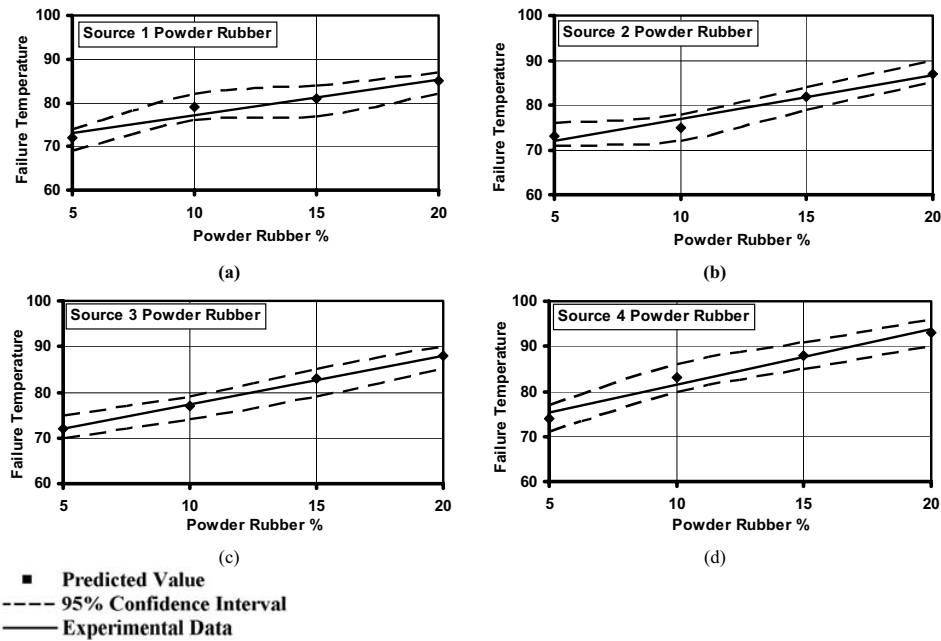 Source 1 Powder Rubber
Failure Temperature
100
90
80
70
60
5 10 15 20
Powder Rubber %
(a)
Source 2 Powder Rubber
Failure Temperature
100
90
80
70
60
5 10 15 20
Powder Rubber %
(b)
Source 3 Powder Rubber
Failure Temperature
100
90
80
70
60
5 10 15 20
Powder Rubber %
(c)
Source 4 Powder Rubber
Failure Temperature
100
90
80
70
60
5 10 15 20
Powder Rubber %
(d)
Predicted Value
95% Confidence Interval
Experimental Data